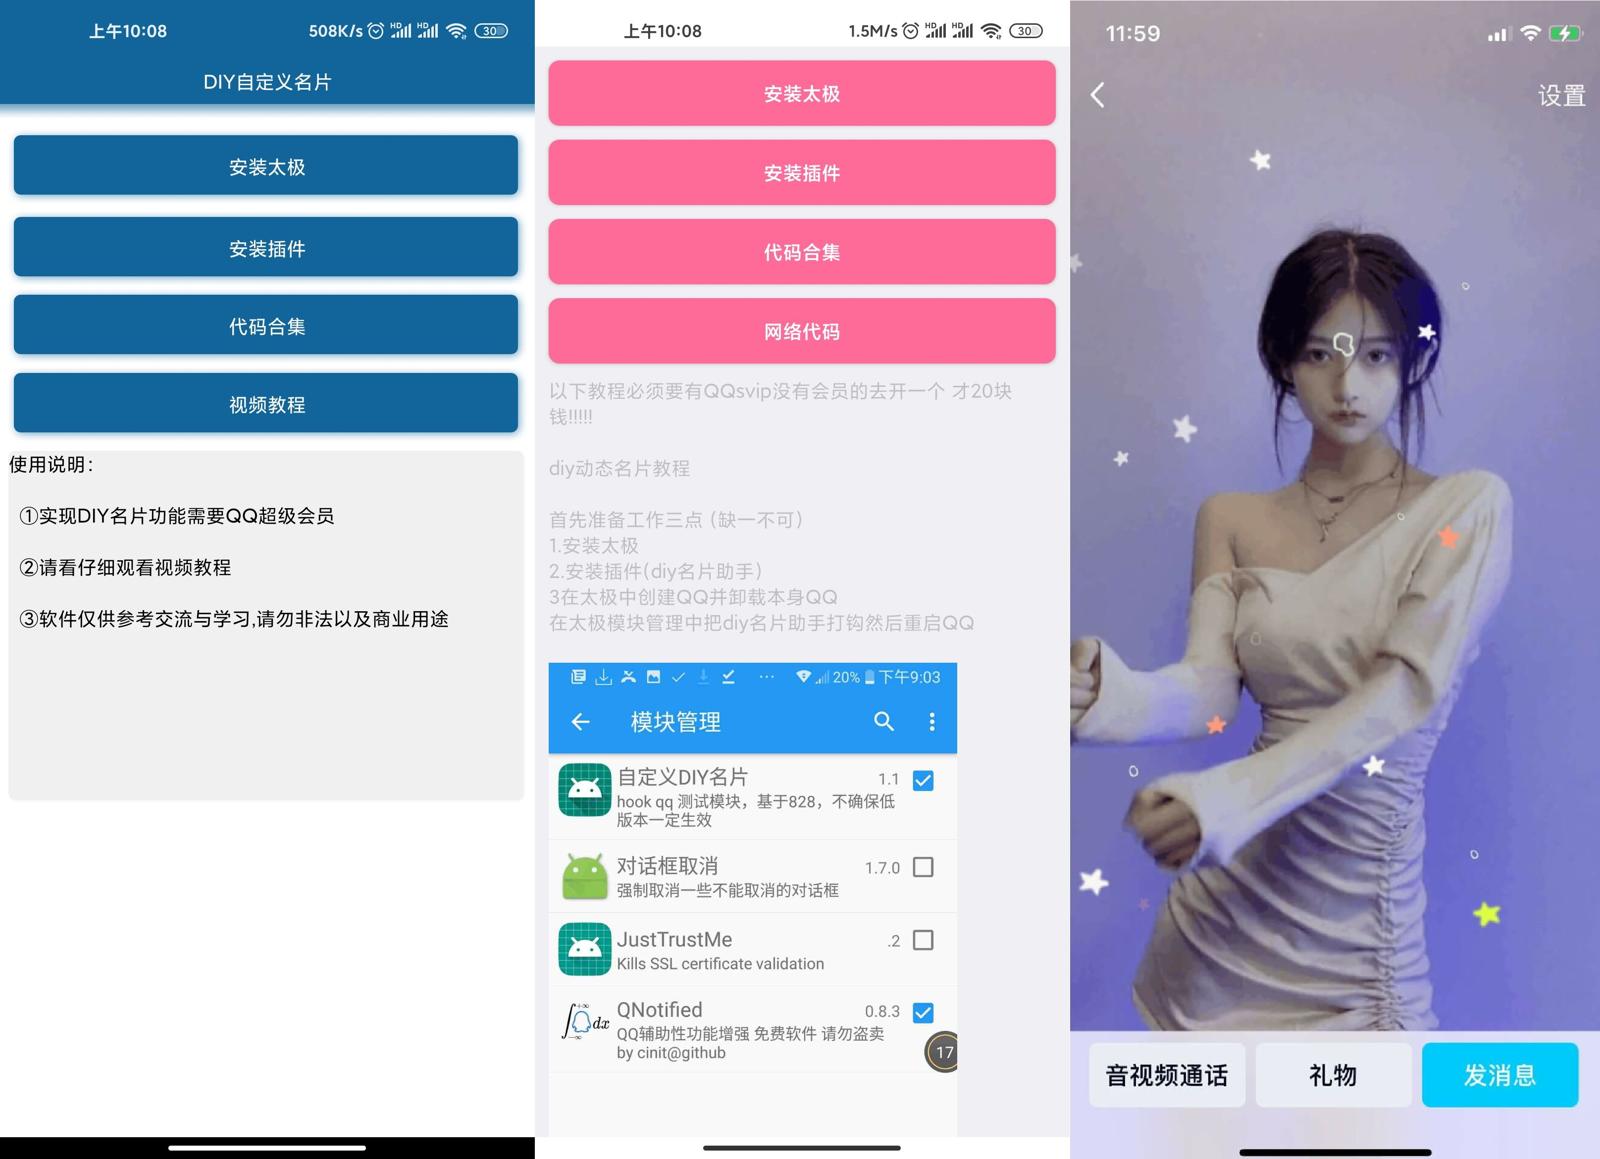 上午10:08
508K/s
HD
HD
30
DIY自定义名片
安装太极
安装插件
代码合集
视频教程
使用说明：
①实现DIY名片功能需要QQ超级会员
②请看仔细观看视频教程
③软件仅供参考交流与学习,请勿非法以及商业用途
上午10:08
1.5M/s
HD
HD
30
安装太极
安装插件
代码合集
网络代码
以下教程必须要有QQsvip没有会员的去开一个 才20块
钱!!!!!
diy动态名片教程
首先准备工作三点（缺一不可）
1.安装太极
2.安装插件(diy名片助手)
3在太极中创建QQ并卸载本身QQ
在太极模块管理中把diy名片助手打钩然后重启QQ
20%
下午9:03
模块管理
自定义DIY名片
1.1
hook qq 测试模块，基于828，不确保低
版本一定生效
对话框取消
1.7.0
强制取消一些不能取消的对话框
JustTrustMe
.2
Kills SSL certificate validation
QNotified
0.8.3
QQ辅助性功能增强 免费软件 请勿盗卖
by cinit@github
17
11:59
设置
音视频通话
礼物
发消息